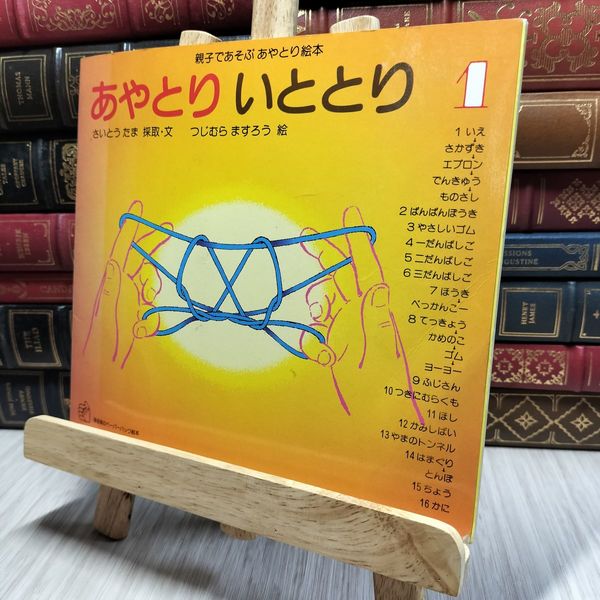 親子であそぶ あやとり絵本
あやとり いととり 1
さいとう たま 採取・文 つじむら ますろう 絵
1 いえ
さかずき
エプロン
でんきゅう
ものさし
2 ぱんぱんぼうき
3 やさしいゴム
4 一だんばしご
5 二だんばしご
6 三だんばしご
7 ほうき
べっかんこー
8 てっきょう
かめのこ
ゴム
ヨーヨー
9 ふじさん
10 つきにむらくも
11 ほし
12 かみしばい
13 やまのトンネル
14 はまぐり
とんぼ
15 ちょう
16 かに
THOMAS
MANN
HENRY
JAMES
THE ILIAD